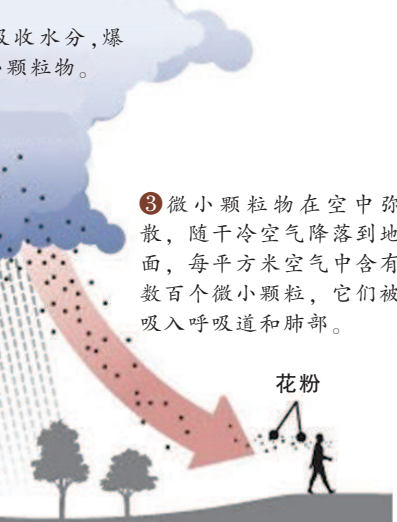 吸收水分,爆
小颗粒物。
❸微小颗粒物在空中弥
散，随干冷空气降落到地
面，每平方米空气中含有
数百个微小颗粒，它们被
吸入呼吸道和肺部。
花粉